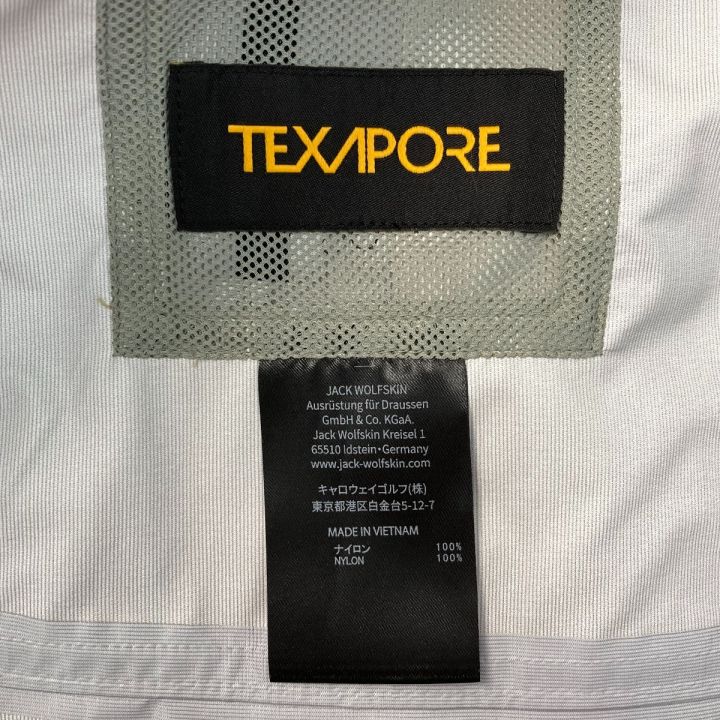 TEXAPORE
JACK WOLFSKIN
Ausrüstung für Draussen
GmbH & Co. KGaA.
Jack Wolfskin Kreisel 1
65510 Idstein•Germany
www.jack-wolfskin.com
キャロウェイゴルフ(株)
東京都港区白金台5-12-7
MADE IN VIETNAM
ナイロン 100%
NYLON 100%